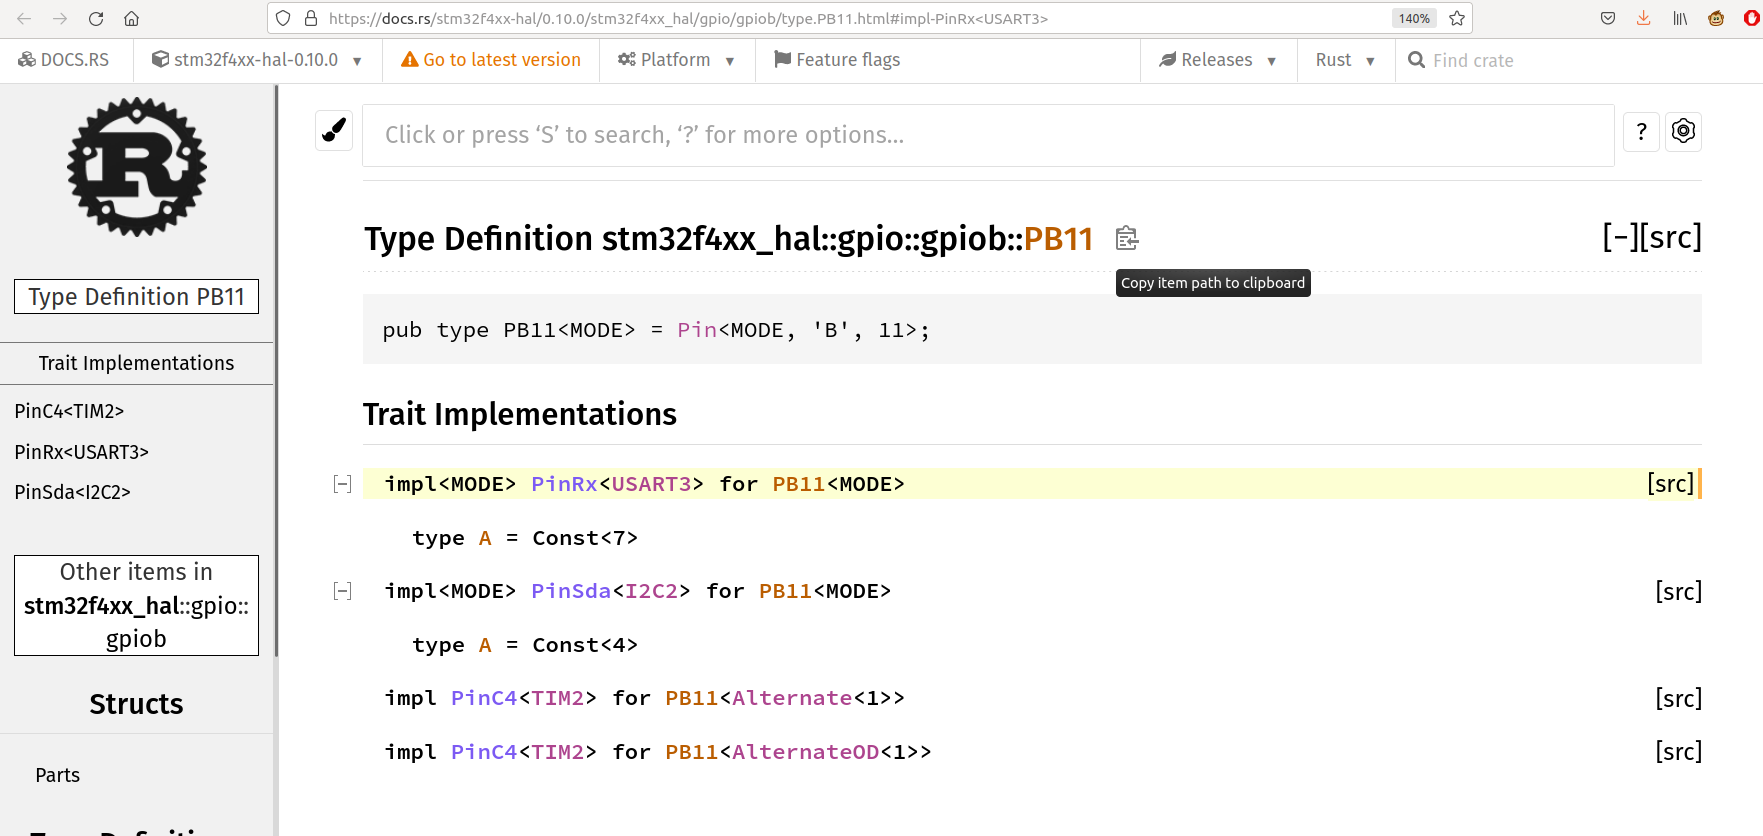 https://docs.rs/stm32f4xx-hal/0.10.0/stm32f4xx_hal/gpio/gpiob/type.PB11.html#impl-PinRx<USART3>
140%
DOCS.RS
stm32f4xx-hal-0.10.0
Go to latest version
Platform
Feature flags
Releases
Rust
Find crate
R
Type Definition PB11
Trait Implementations
PinC4<TIM2>
PinRx<USART3>
PinSda<I2C2>
Other items in
stm32f4xx_hal::gpio::
gpiob
Structs
Parts
Click or press ‘S’ to search, ‘?’ for more options…
?
Type Definition stm32f4xx_hal::gpio::gpiob::PB11
[−][src]
Copy item path to clipboard
pub type PB11<MODE> = Pin<MODE, 'B', 11>;
Trait Implementations
[−] impl<MODE> PinRx<USART3> for PB11<MODE> [src]
type A = Const<7>
[−] impl<MODE> PinSda<I2C2> for PB11<MODE> [src]
type A = Const<4>
impl PinC4<TIM2> for PB11<Alternate<1>> [src]
impl PinC4<TIM2> for PB11<AlternateOD<1>> [src]